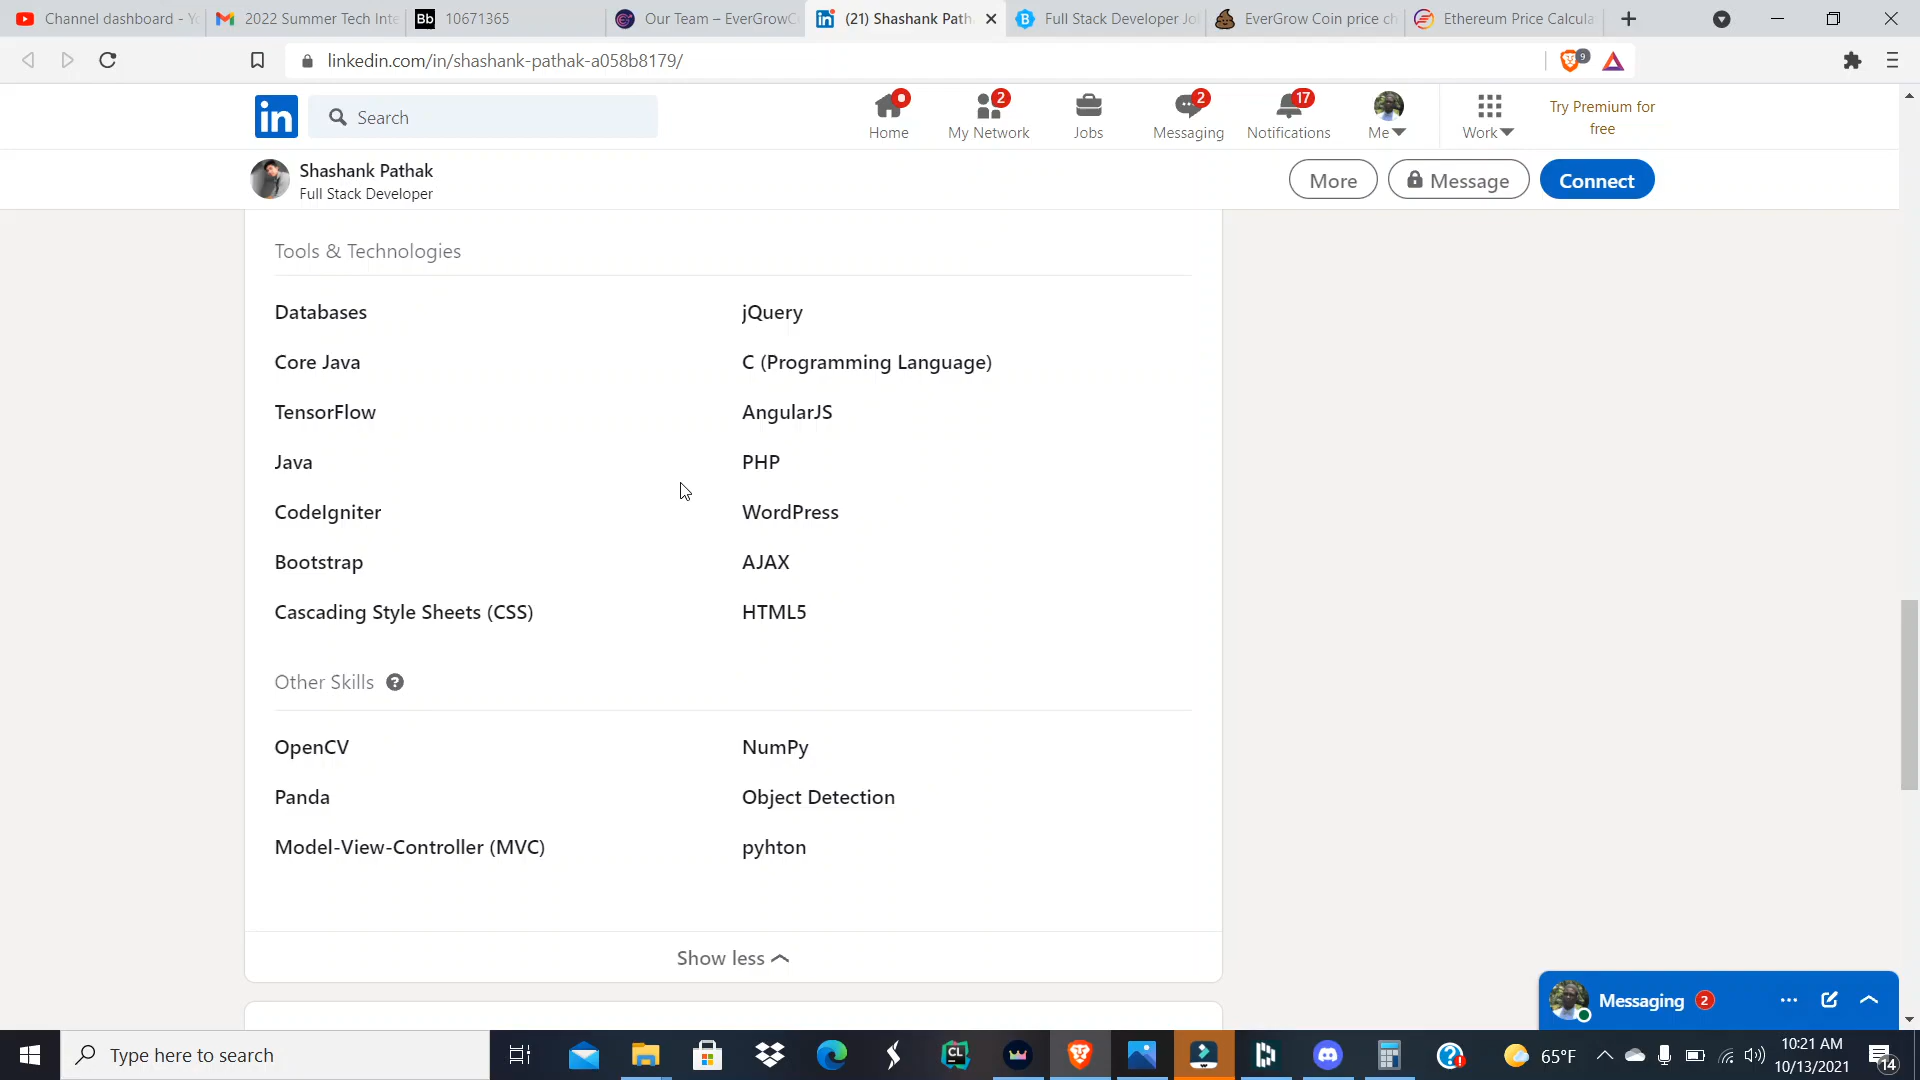 Channel dashboard - Yo
2022 Summer Tech Inte
Bb 10671365
Our Team – EverGrowC
(21) Shashank Path
Full Stack Developer Jo
EverGrow Coin price ch
Ethereum Price Calcula
linkedin.com/in/shashank-pathak-a058b8179/
9
in
Search
Home
2
My Network
Jobs
2
Messaging
17
Notifications
Me
Work
Try Premium for
free
Shashank Pathak
Full Stack Developer
More
Message
Connect
Tools & Technologies
Databases
jQuery
Core Java
C (Programming Language)
TensorFlow
AngularJS
Java
PHP
CodeIgniter
WordPress
Bootstrap
AJAX
Cascading Style Sheets (CSS)
HTML5
Other Skills ?
OpenCV
NumPy
Panda
Object Detection
Model-View-Controller (MVC)
pyhton
Show less
Messaging 2
Type here to search
CL
65°F
10:21 AM
10/13/2021
14